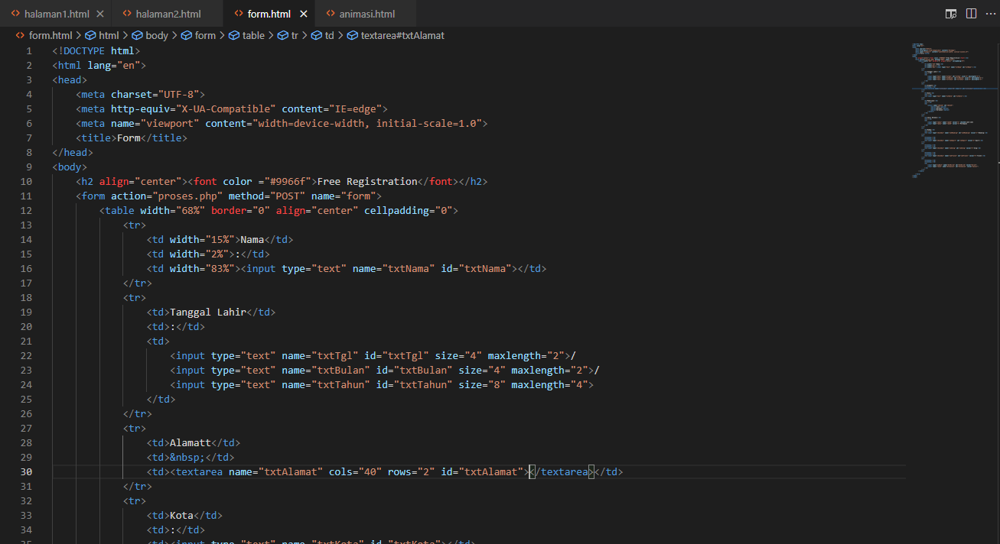 halaman1.html halaman2.html form.html animasi.html
form.html > html > body > form > table > tr > td > textarea#txtAlamat
1 <!DOCTYPE html>
2 <html lang="en">
3 <head>
4 <meta charset="UTF-8">
5 <meta http-equiv="X-UA-Compatible" content="IE=edge">
6 <meta name="viewport" content="width=device-width, initial-scale=1.0">
7 <title>Form</title>
8 </head>
9 <body>
10 <h2 align="center"><font color ="#9966f">Free Registration</font></h2>
11 <form action="proses.php" method="POST" name="form">
12 <table width="68%" border="0" align="center" cellpadding="0">
13 <tr>
14 <td width="15%">Nama</td>
15 <td width="2%">:</td>
16 <td width="83%"><input type="text" name="txtNama" id="txtNama"></td>
17 </tr>
18 <tr>
19 <td>Tanggal Lahir</td>
20 <td>:</td>
21 <td>
22 <input type="text" name="txtTgl" id="txtTgl" size="4" maxlength="2">/
23 <input type="text" name="txtBulan" id="txtBulan" size="4" maxlength="2">/
24 <input type="text" name="txtTahun" id="txtTahun" size="8" maxlength="4">
25 </td>
26 </tr>
27 <tr>
28 <td>Alamatt</td>
29 <td>&nbsp;</td>
30 <td><textarea name="txtAlamat" cols="40" rows="2" id="txtAlamat"></textarea></td>
31 </tr>
32 <tr>
33 <td>Kota</td>
34 <td>:</td>
35 <td><input type="text" name="txtKota" id="txtKota"></td>